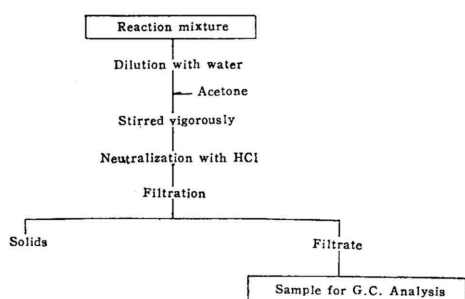 Reaction mixture
Dilution with water
Acetone
Stirred vigorously
Neutralization with HCl
Filtration
Solids
Filtrate
Sample for G.C. Analysis